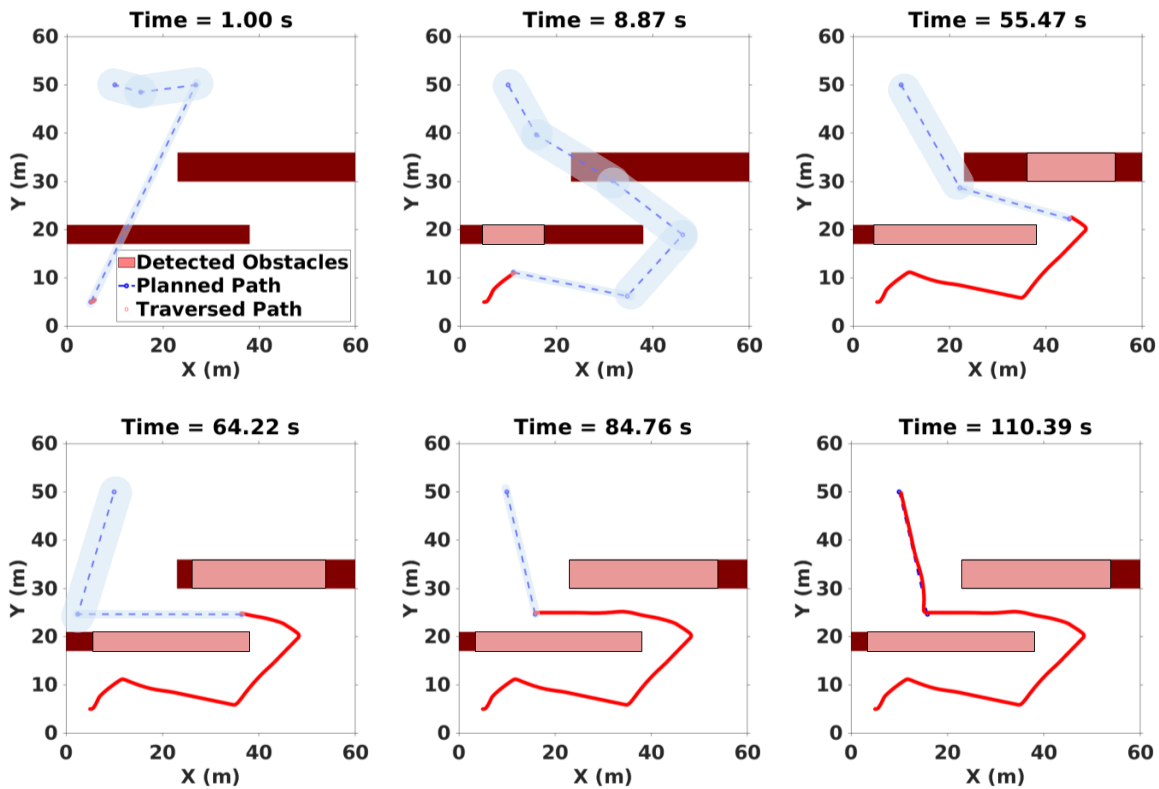 Time = 1.00 s
60
50
40
30
20
10
0
Y (m)
Detected Obstacles
Planned Path
Traversed Path
0 20 40 60
X (m)
Time = 8.87 s
60
50
40
30
20
10
0
Y (m)
0 20 40 60
X (m)
Time = 55.47 s
60
50
40
30
20
10
0
Y (m)
0 20 40 60
X (m)
Time = 64.22 s
60
50
40
30
20
10
0
Y (m)
0 20 40 60
X (m)
Time = 84.76 s
60
50
40
30
20
10
0
Y (m)
0 20 40 60
X (m)
Time = 110.39 s
60
50
40
30
20
10
0
Y (m)
0 20 40 60
X (m)